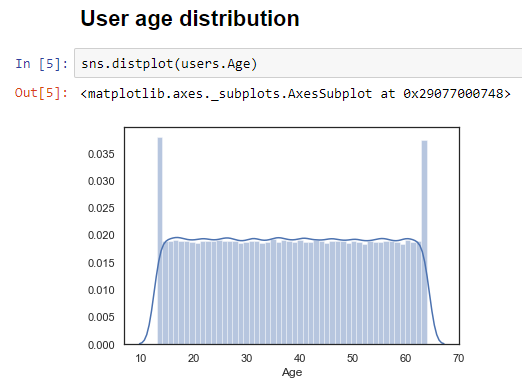 User age distribution
In [5]: sns.distplot(users.Age)
Out[5]: <matplotlib.axes._subplots.AxesSubplot at 0x29077000748>
0.035
0.030
0.025
0.020
0.015
0.010
0.005
0.000
10 20 30 40 50 60 70
Age